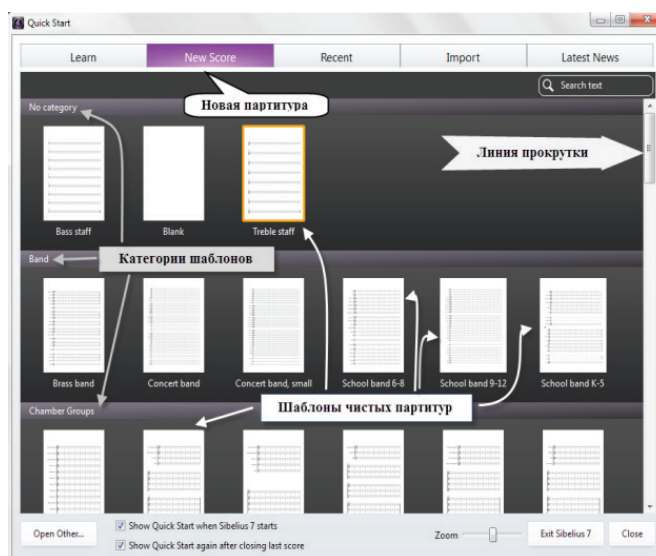 Quick Start
Learn New Score Recent Import Latest News
Search text
Новая партитура
No category
Линия прокрутки
Bass staff Blank Treble staff
Категории шаблонов
Band
Brass band Concert band Concert band, small School band 6-8 School band 9-12 School band K-5
Шаблоны чистых партитур
Chamber Groups
Open Other...
Show Quick Start when Sibelius 7 starts
Show Quick Start again after closing last score
Zoom
Exit Sibelius 7
Close